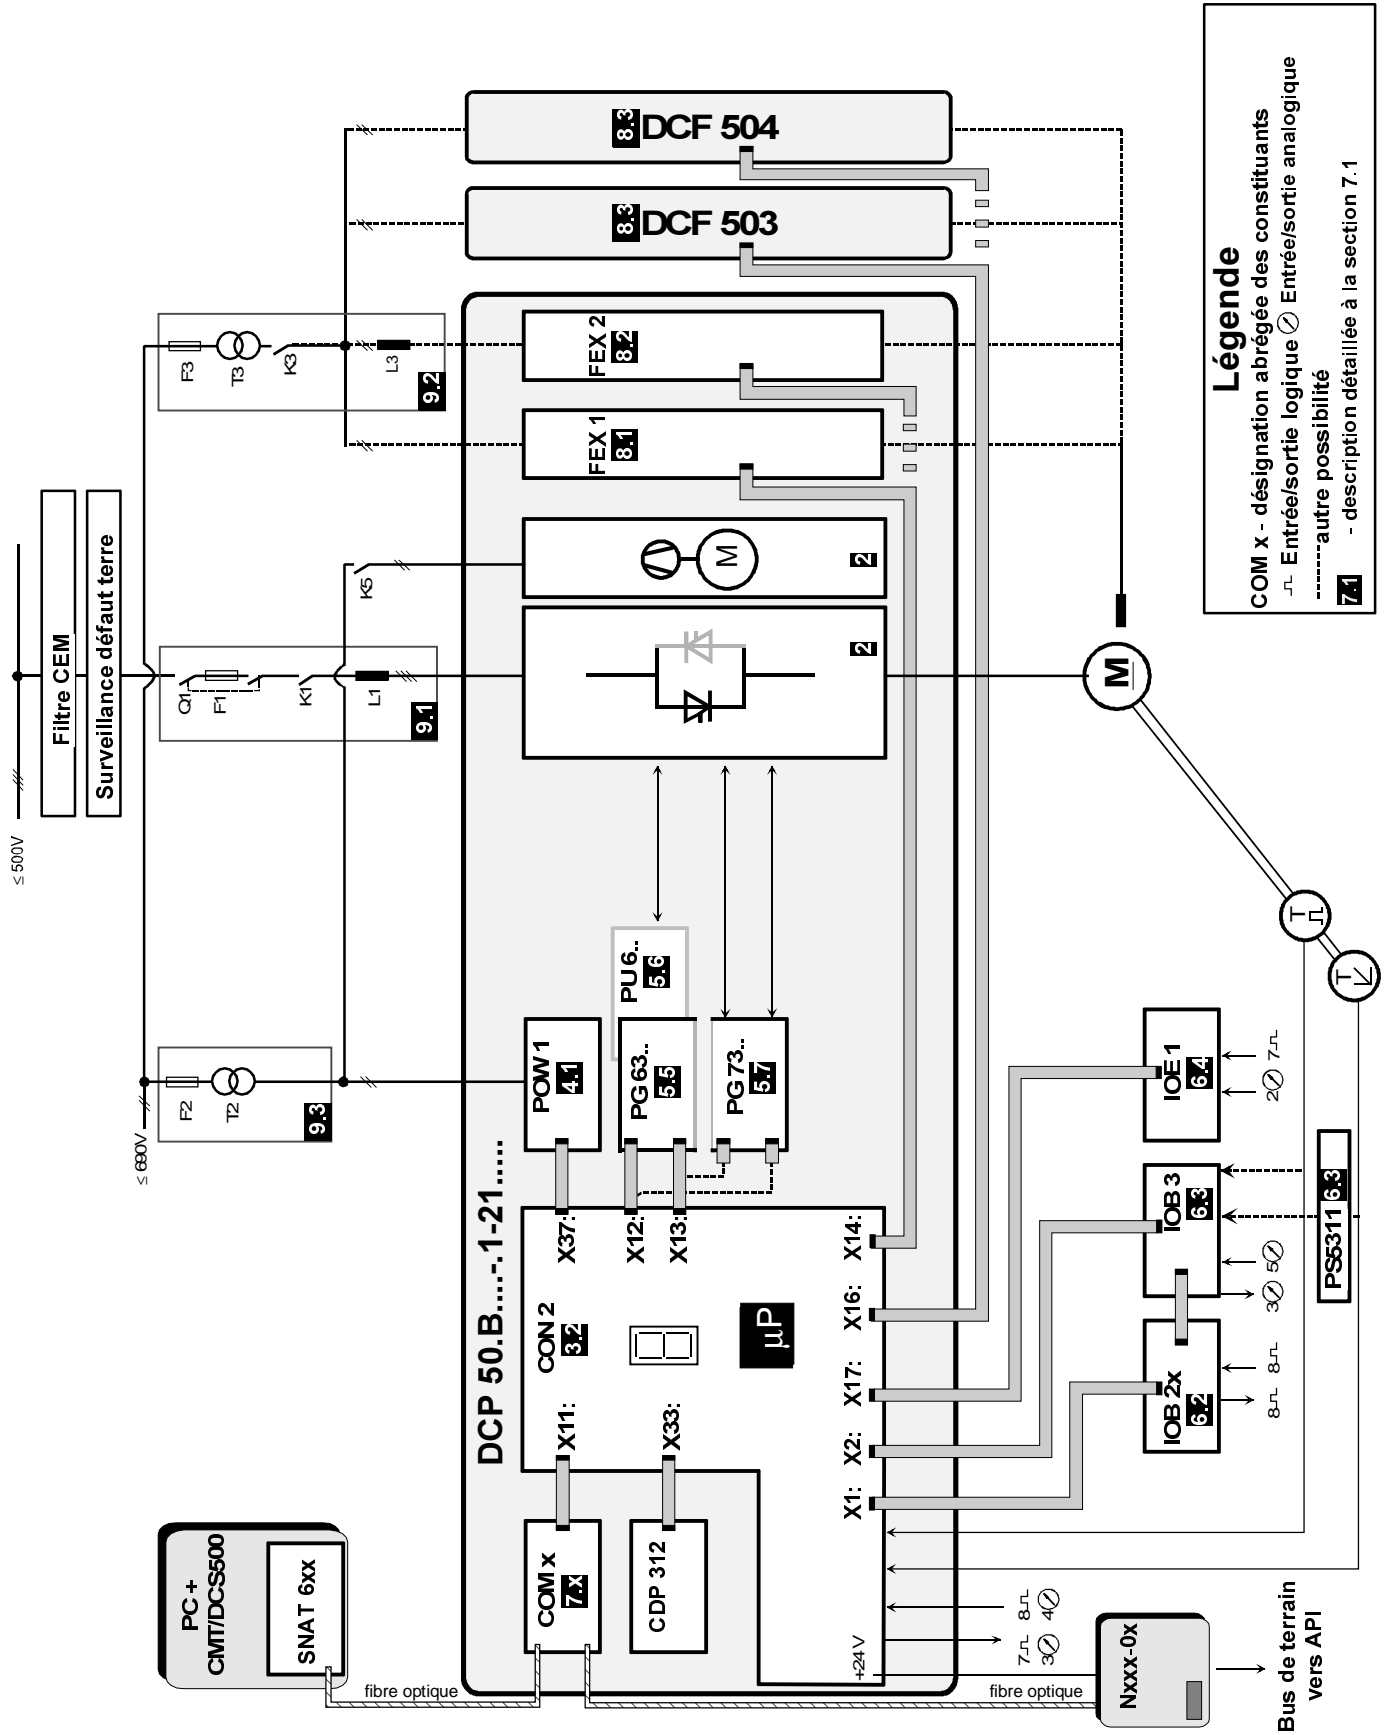 ≤ 500V
Filtre CEM
Surveillance défaut terre
≤ 690V
F2
T2
9.3
Q1
F1
K1
L1
9.1
K5
F3
T3
K3
L3
9.2
PC +
CMT/DCS500
SNAT 6xx
fibre optique
DCP 50.B....-.1-21.....
COM x
7.X
CDP 312
X11:
X33:
CON 2
3.2
µP
X37:
X12:
X13:
POW 1
4.1
PG 63..
5.5
PU 6..
5.6
PG 73..
5.7
2
M
2
FEX 1
8.1
FEX 2
8.2
8.3
DCF 503
8.3
DCF 504
+24 V
X1:
X2:
X17:
X16:
X14:
fibre optique
Nxxx-0x
Bus de terrain
vers API
7
3
8
4
IOB 2x
6.2
8
8
IOB 3
6.3
3
5
IOE 1
6.4
2
7
PS5311 6.3
M
T
T
Légende
COM x - désignation abrégée des constituants
Entrée/sortie logique Entrée/sortie analogique
autre possibilité
7.1 - description détaillée à la section 7.1